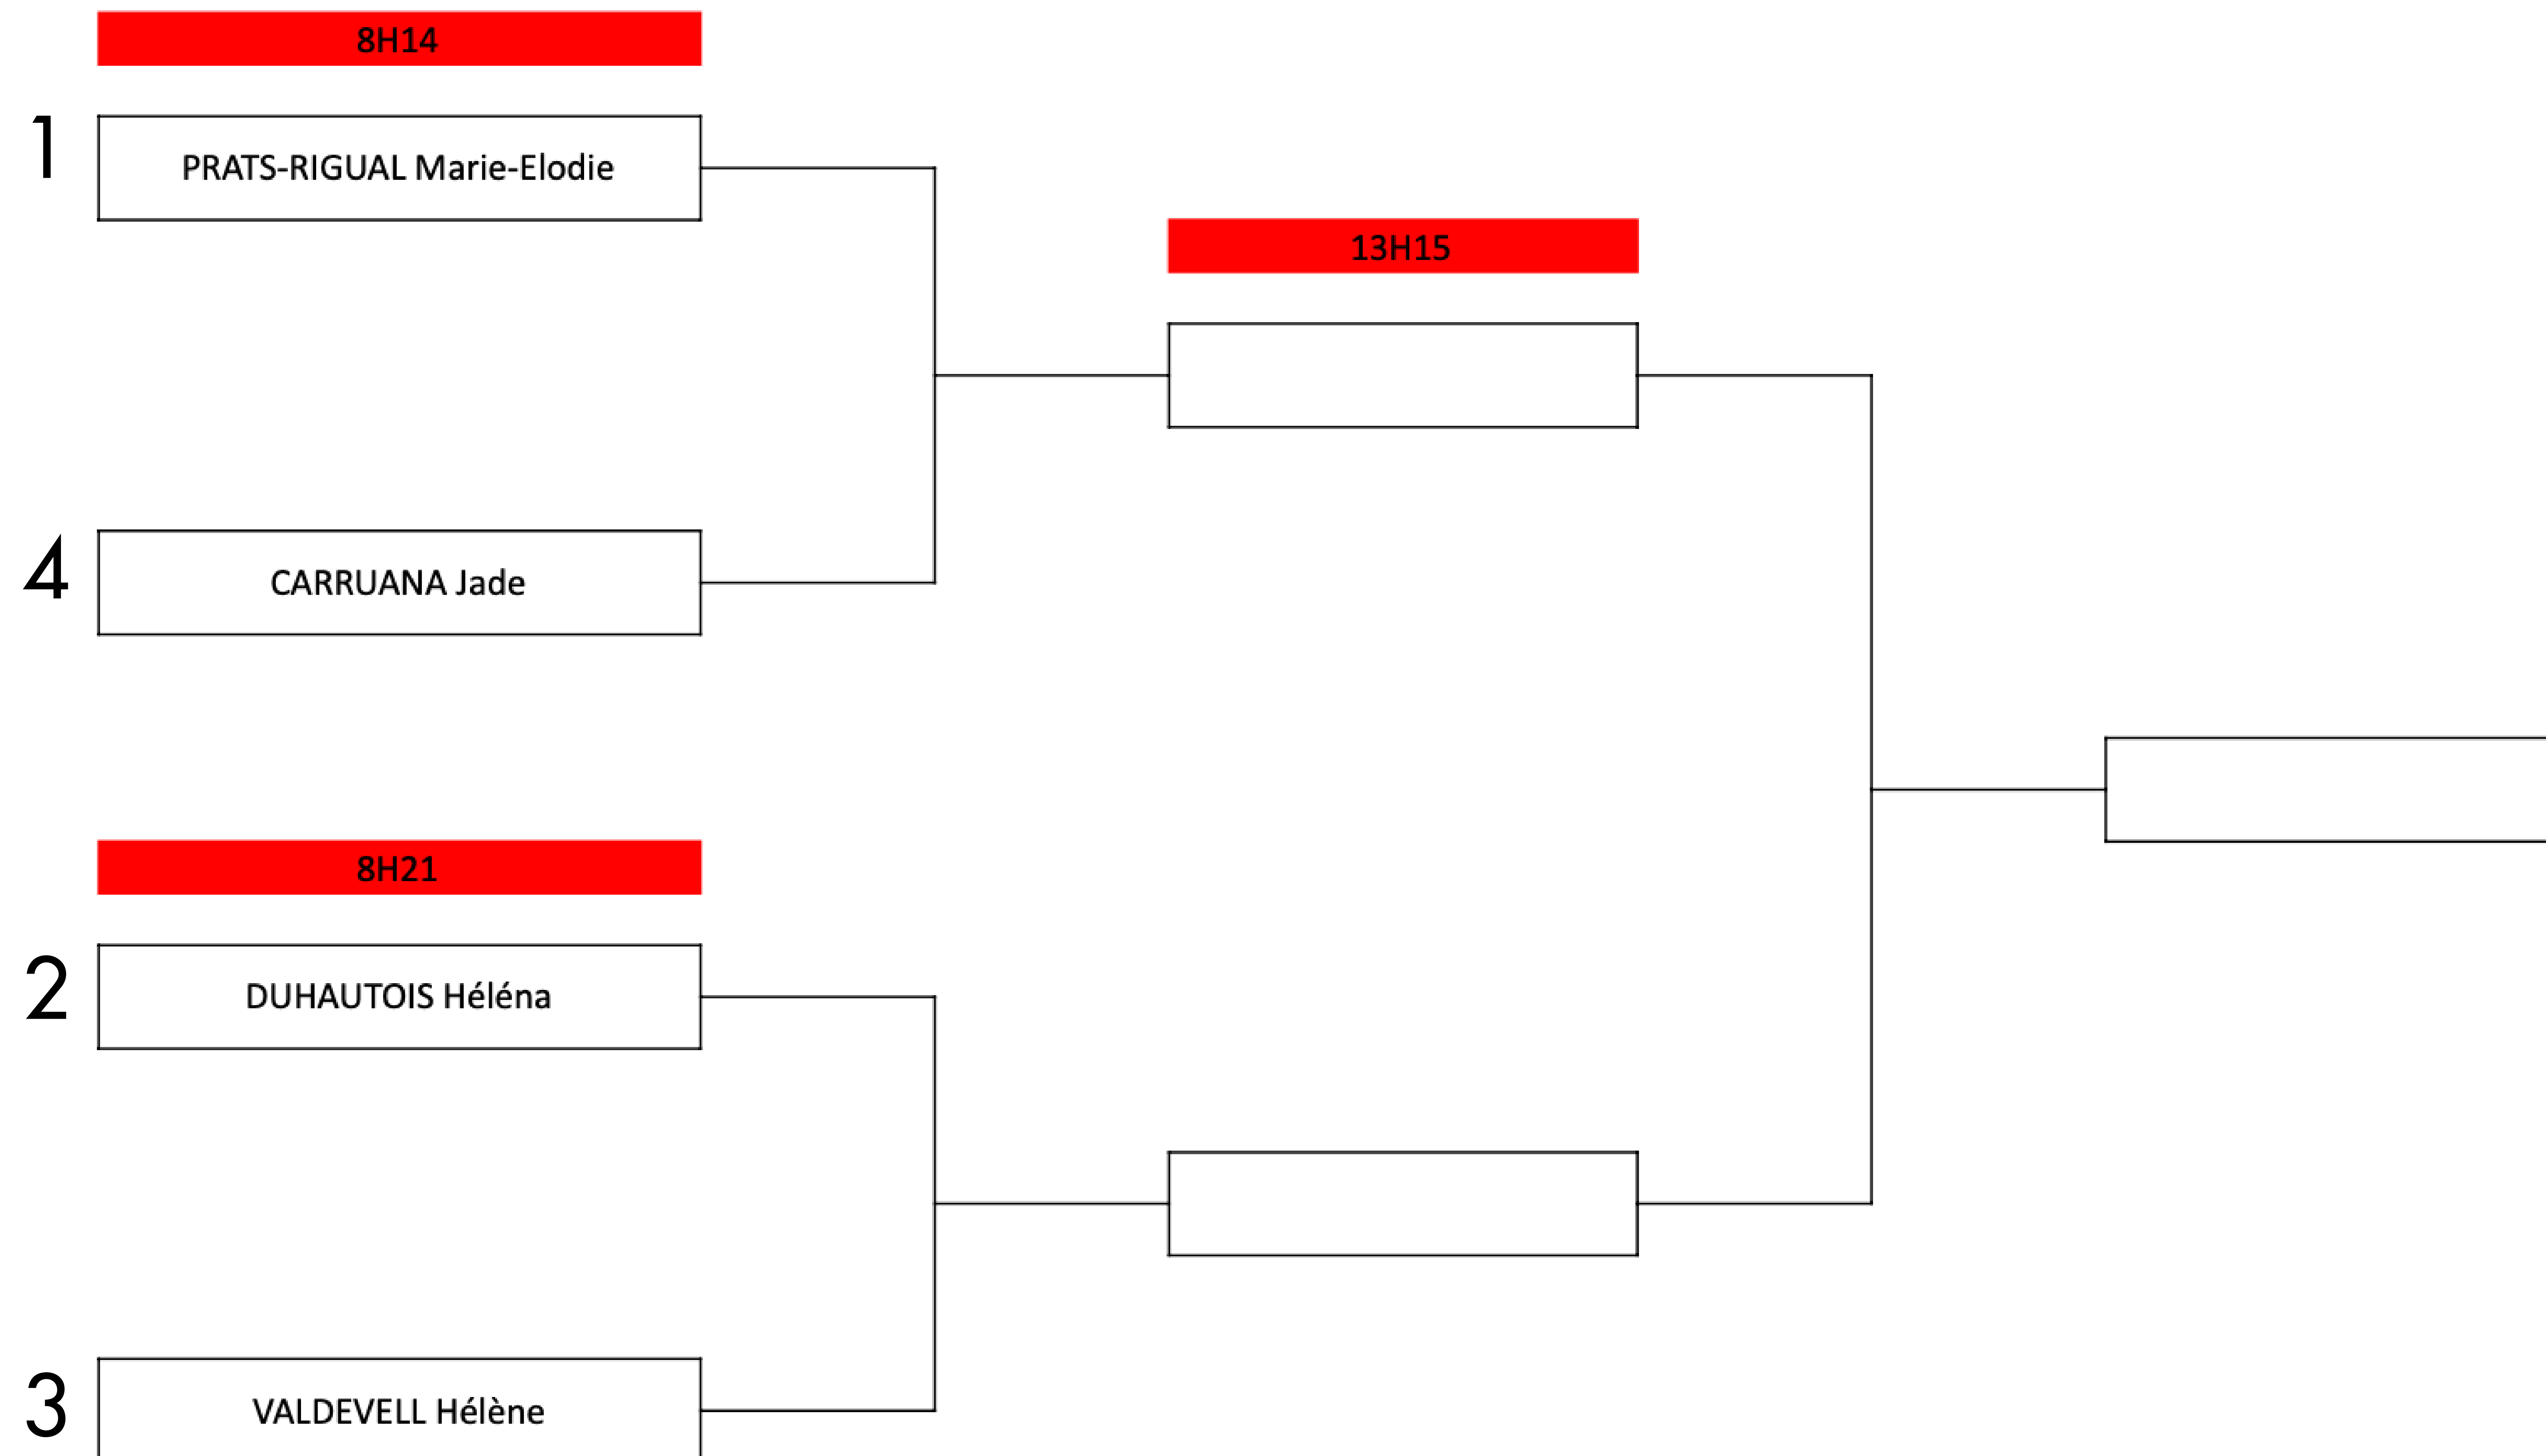 8H14
1
PRATS-RIGUAL Marie-Elodie
13H15
4
CARRUANA Jade
8H21
2
DUHAUTOIS Héléna
3
VALDEVELL Hélène